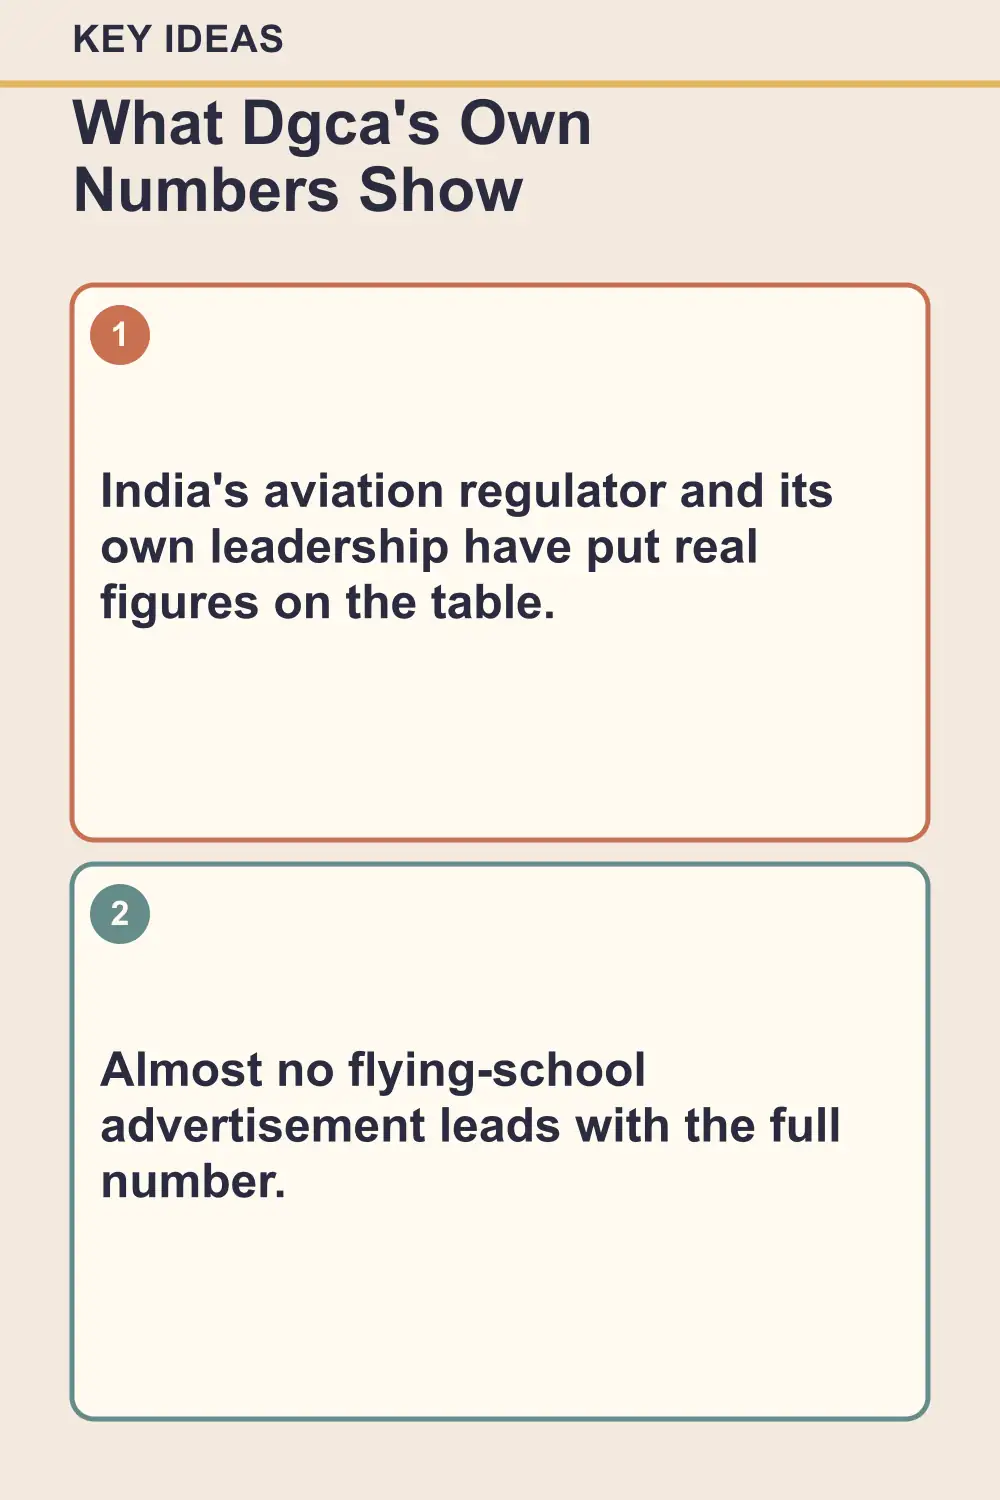 KEY IDEAS
What Dgca's Own
Numbers Show
1
India's aviation regulator and its
own leadership have put real
figures on the table.
2
Almost no flying-school
advertisement leads with the full
number.